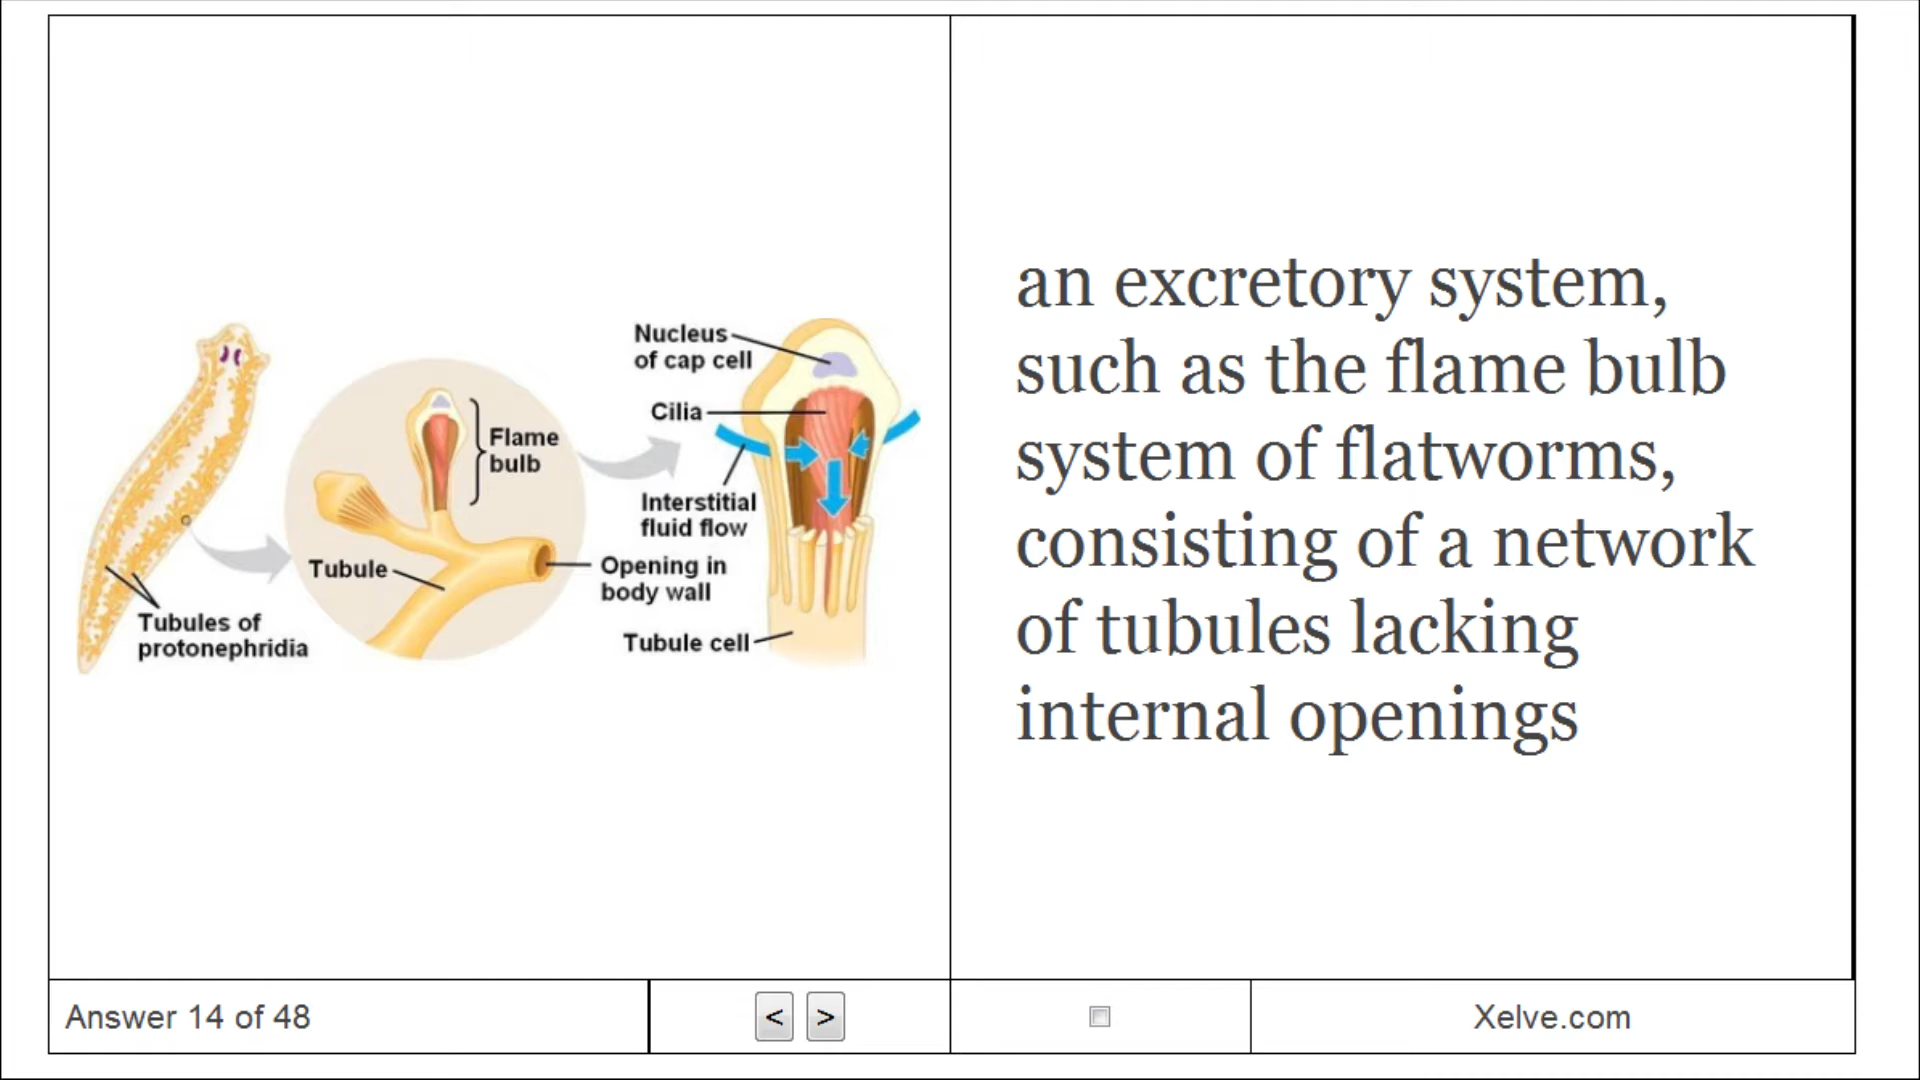 Nucleus
of cap cell
Cilia
Flame
bulb
Interstitial
fluid flow
Tubule
Opening in
body wall
Tubules of
protonephridia
Tubule cell
an excretory system,
such as the flame bulb
system of flatworms,
consisting of a network
of tubules lacking
internal openings
Answer 14 of 48
< >
Xelve.com